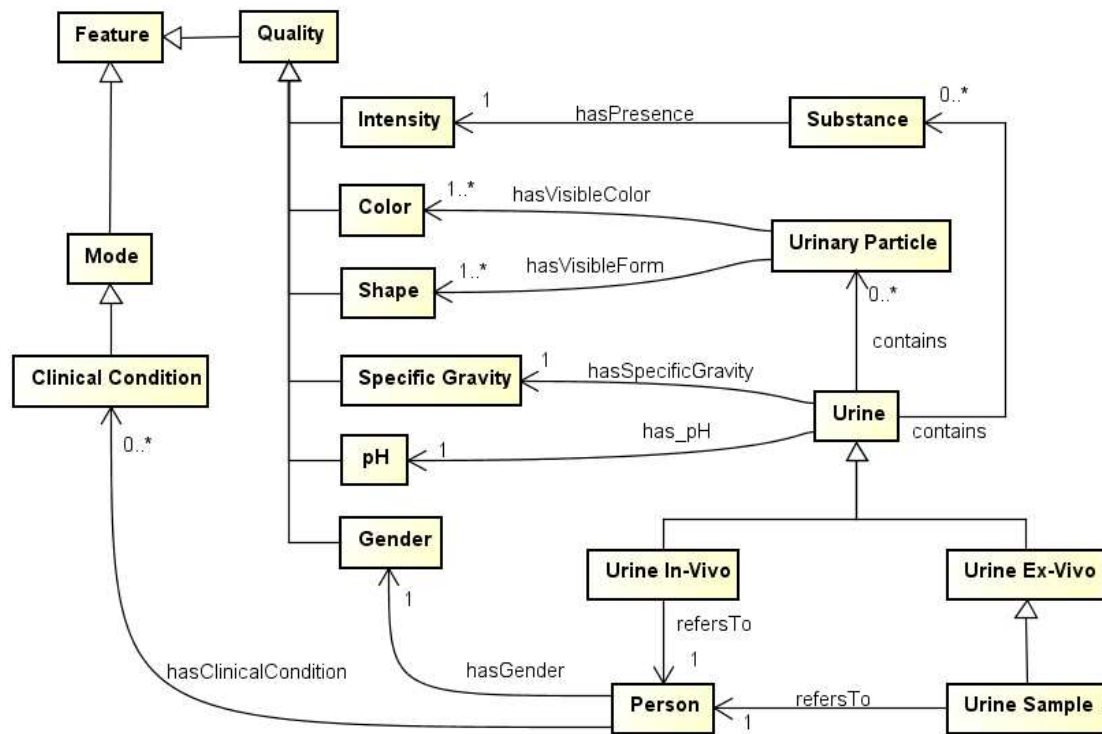 Feature
Quality
Intensity
1
hasPresence
Substance
0..*
Color
1..*
hasVisibleColor
Urinary Particle
Mode
Shape
1..*
hasVisibleForm
0..*
contains
Clinical Condition
Specific Gravity
1
hasSpecificGravity
Urine
contains
0..*
has_pH
pH
1
Gender
1
Urine In-Vivo
Urine Ex-Vivo
refersTo
1
hasClinicalCondition
hasGender
Person
refersTo
1
Urine Sample